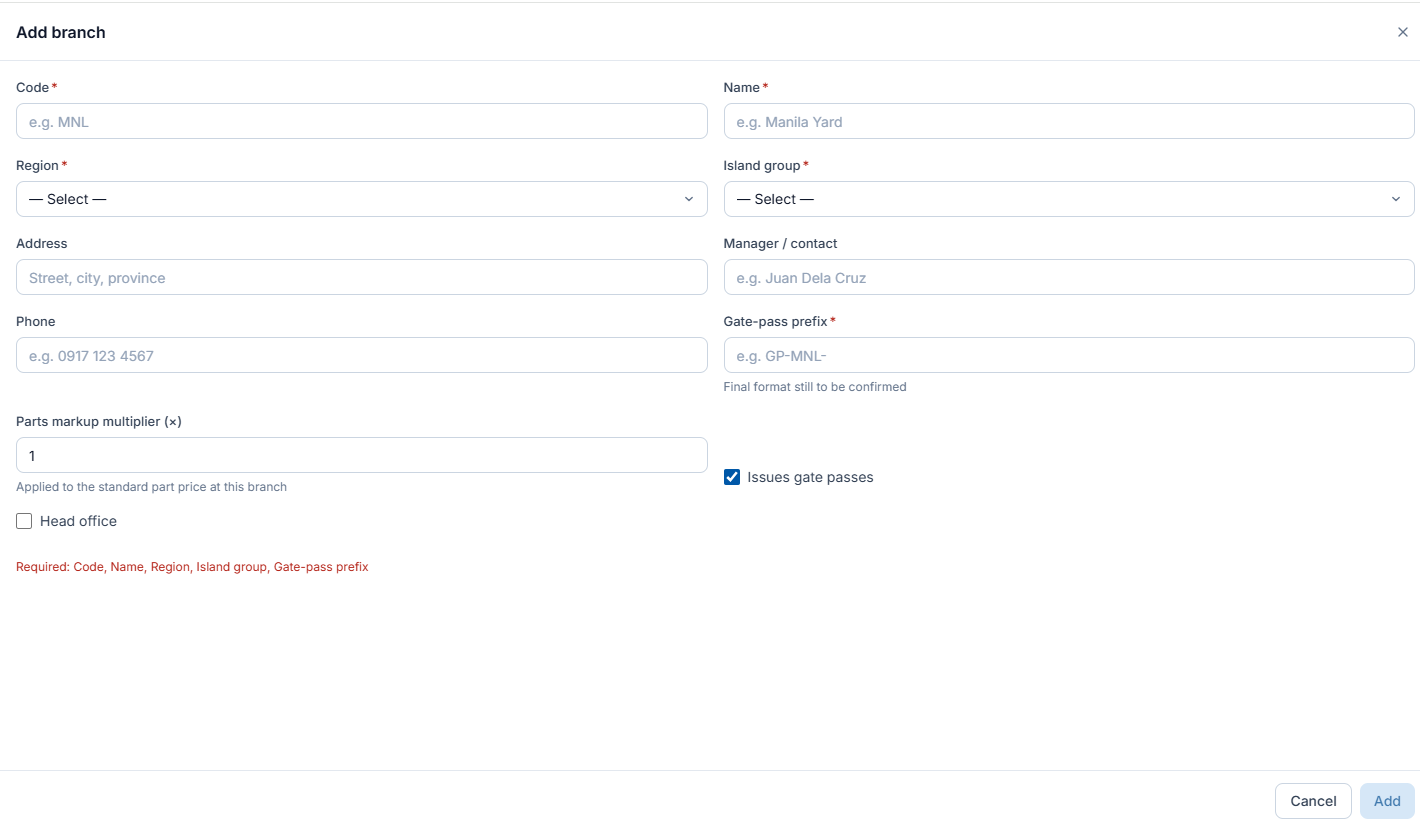 Add branch
Code*
Name*
e.g. MNL
e.g. Manila Yard
Region*
Island group*
— Select —
— Select —
Address
Manager / contact
Street, city, province
e.g. Juan Dela Cruz
Phone
Gate-pass prefix*
e.g. 0917 123 4567
e.g. GP-MNL-
Final format still to be confirmed
Parts markup multiplier (×)
1
Issues gate passes
Applied to the standard part price at this branch
Head office
Required: Code, Name, Region, Island group, Gate-pass prefix
Cancel
Add